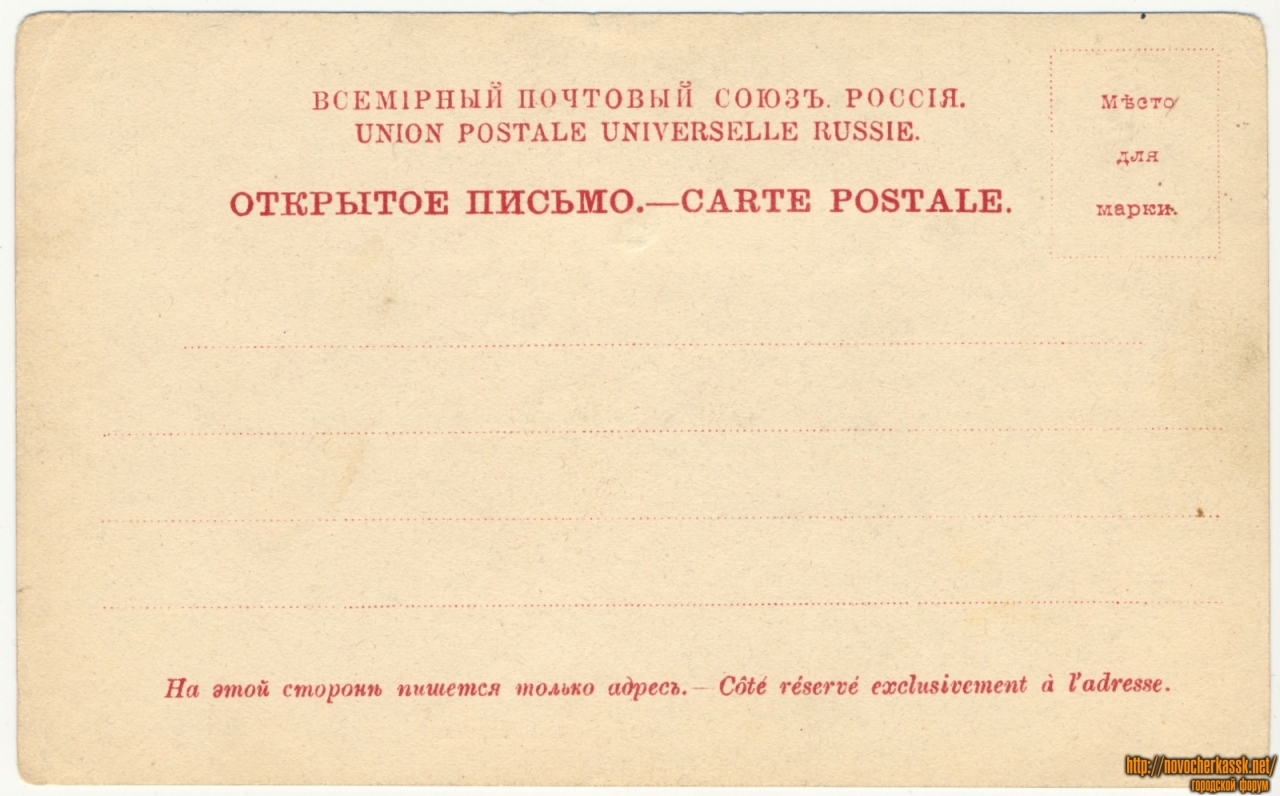 ВСЕМІРНЫЙ ПОЧТОВЫЙ СОЮЗЪ. РОССІЯ.
UNION POSTALE UNIVERSELLE RUSSIE.
ОТКРЫТОЕ ПИСЬМО.—CARTE POSTALE.
Мѣсто
для
марки.
На этой сторонѣ пишется только адресъ.— Côté réservé exclusivement à l'adresse.
http://novocherkassk.net/
городской форум